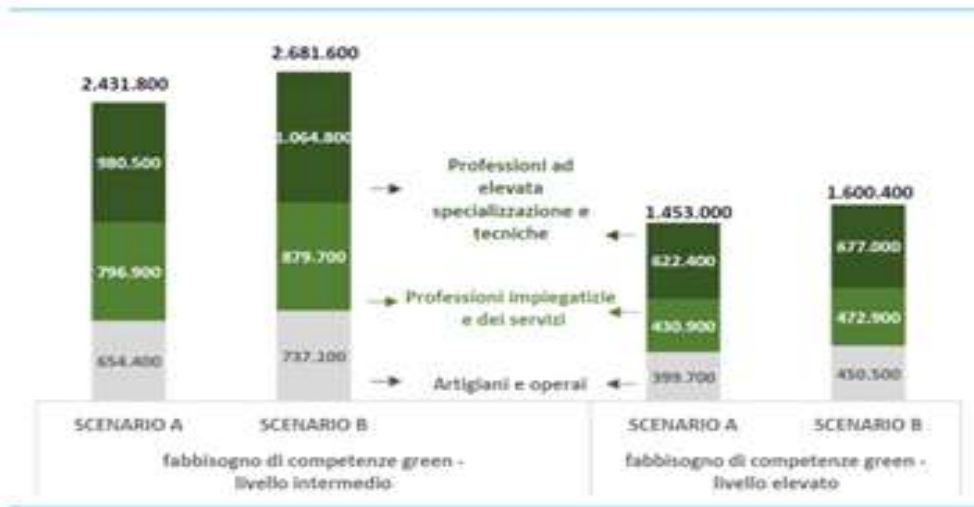 2.431.800
980.500
796.900
654.400
2.681.600
1.064.800
879.700
737.100
Professioni ad
elevata
specializzazione e
tecniche
Professioni impiegatizie
e dei servizi
Artigiani e operai
1.453.000
622.400
430.900
399.700
1.600.400
677.000
472.900
450.500
SCENARIO A
SCENARIO B
fabbisogno di competenze green -
livello intermedio
SCENARIO A
SCENARIO B
fabbisogno di competenze green -
livello elevato